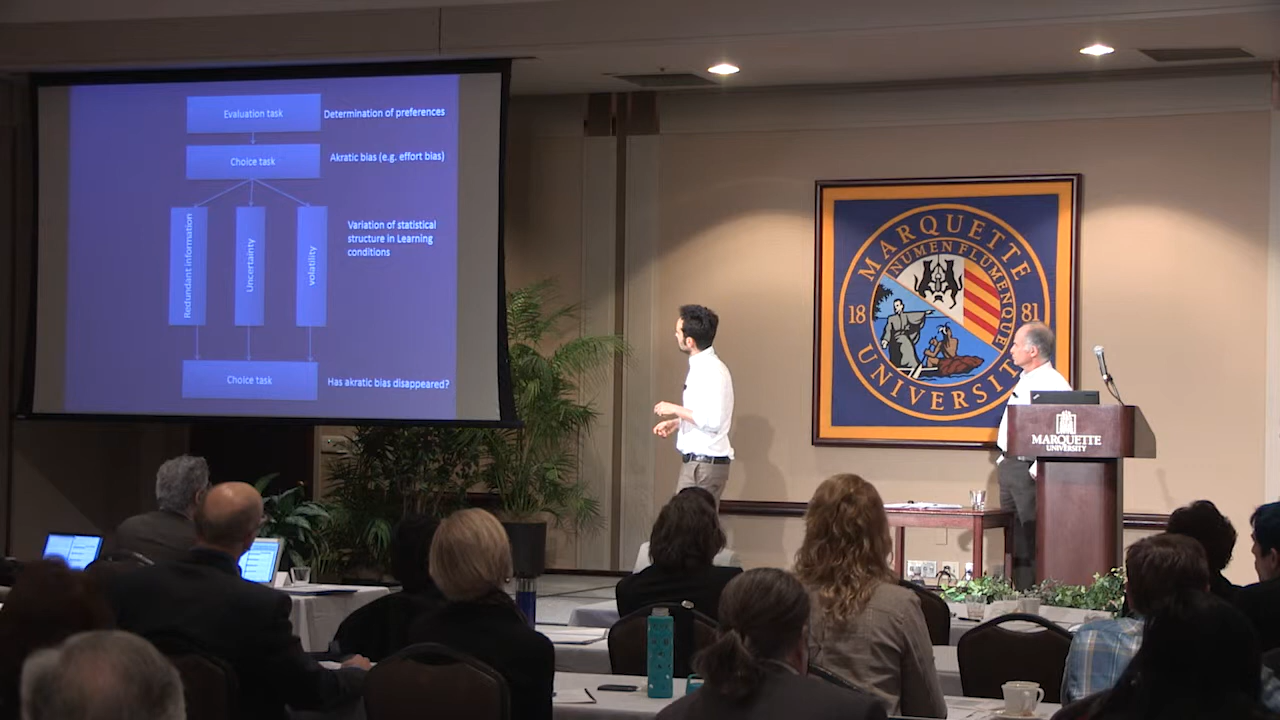 Evaluation task
Determination of preferences
Choice task
Akratic bias (e.g. effort bias)
Redundant information
Uncertainty
volatility
Variation of statistical
structure in Learning
conditions
Choice task
Has akratic bias disappeared?
MARQUETTE
NUMEN FLUMENQUE
18 81
UNIVERSITY
MARQUETTE
UNIVERSITY